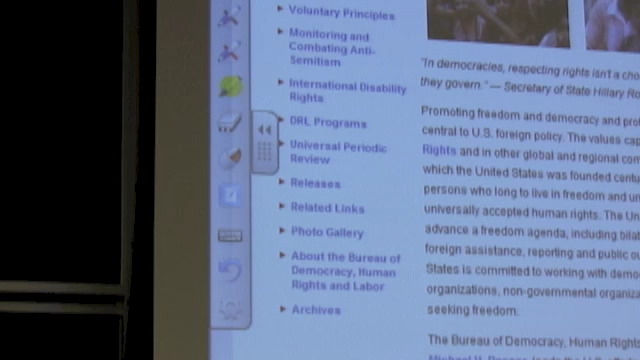 Voluntary Principles
Monitoring and
Combating Anti-
Semitism
International Disability
Rights
DRL Programs
Universal Periodic
Review
Releases
Related Links
Photo Gallery
About the Bureau of
Democracy, Human
Rights and Labor
Archives
"In democracies, respecting rights isn't a cho
they govern." — Secretary of State Hillary Ro
Promoting freedom and democracy and prot
central to U.S. foreign policy. The values cap
Rights and in other global and regional com
which the United States was founded centu
persons who long to live in freedom and un
universally accepted human rights. The Un
advance a freedom agenda, including bilat
foreign assistance, reporting and public ou
States is committed to working with demo
organizations, non-governmental organiza
seeking freedom.
The Bureau of Democracy, Human Rights